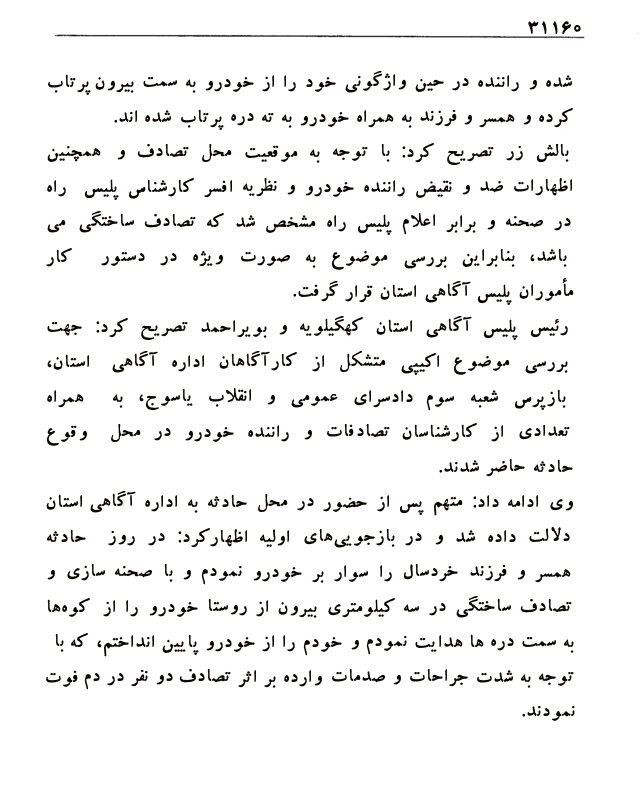 ۳۱۱۶۰
شده و راننده در حین واژگونی خود را از خودرو به سمت بیرون پرتاب
کرده و همسر و فرزند به همراه خودرو به ته دره پرتاب شده اند.
بالش زر تصریح کرد: با توجه به موقعیت محل تصادف و همچنین
اظهارات ضد و نقیض راننده خودرو و نظریه افسر کارشناس پلیس راه
در صحنه و برابر اعلام پلیس راه مشخص شد که تصادف ساختگی می
باشد، بنابراین بررسی موضوع به صورت ویژه در دستور کار
مأموران پلیس آگاهی استان قرار گرفت.
رئیس پلیس آگاهی استان کهگیلویه و بویراحمد تصریح کرد: جهت
بررسی موضوع اکیپی متشکل از کارآگاهان اداره آگاهی استان،
بازپرس شعبه سوم دادسرای عمومی و انقلاب یاسوج، به همراه
تعدادی از کارشناسان تصادفات و راننده خودرو در محل وقوع
حادثه حاضر شدند.
وی ادامه داد: متهم پس از حضور در محل حادثه به اداره آگاهی استان
دلالت داده شد و در بازجویی‌های اولیه اظهارکرد: در روز حادثه
همسر و فرزند خردسال را سوار بر خودرو نمودم و با صحنه سازی و
تصادف ساختگی در سه کیلومتری بیرون از روستا خودرو را از کوه‌ها
به سمت دره ها هدایت نمودم و خودم را از خودرو پایین انداختم، که با
توجه به شدت جراحات و صدمات وارده بر اثر تصادف دو نفر در دم فوت
نمودند.